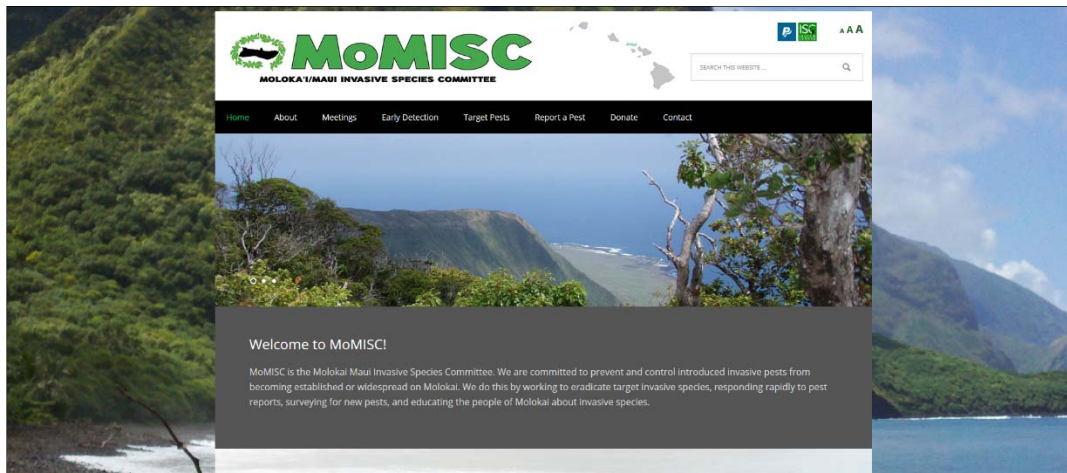 MoMISC
MOLOKA'I/MAUI INVASIVE SPECIES COMMITTEE
ISC
A A A
SEARCH THIS WEBSITE ...
Home About Meetings Early Detection Target Pests Report a Pest Donate Contact
Welcome to MoMISC!
MoMISC is the Molokai Maui Invasive Species Committee. We are committed to prevent and control introduced invasive pests from
becoming established or widespread on Molokai. We do this by working to eradicate target invasive species, responding rapidly to pest
reports, surveying for new pests, and educating the people of Molokai about invasive species.